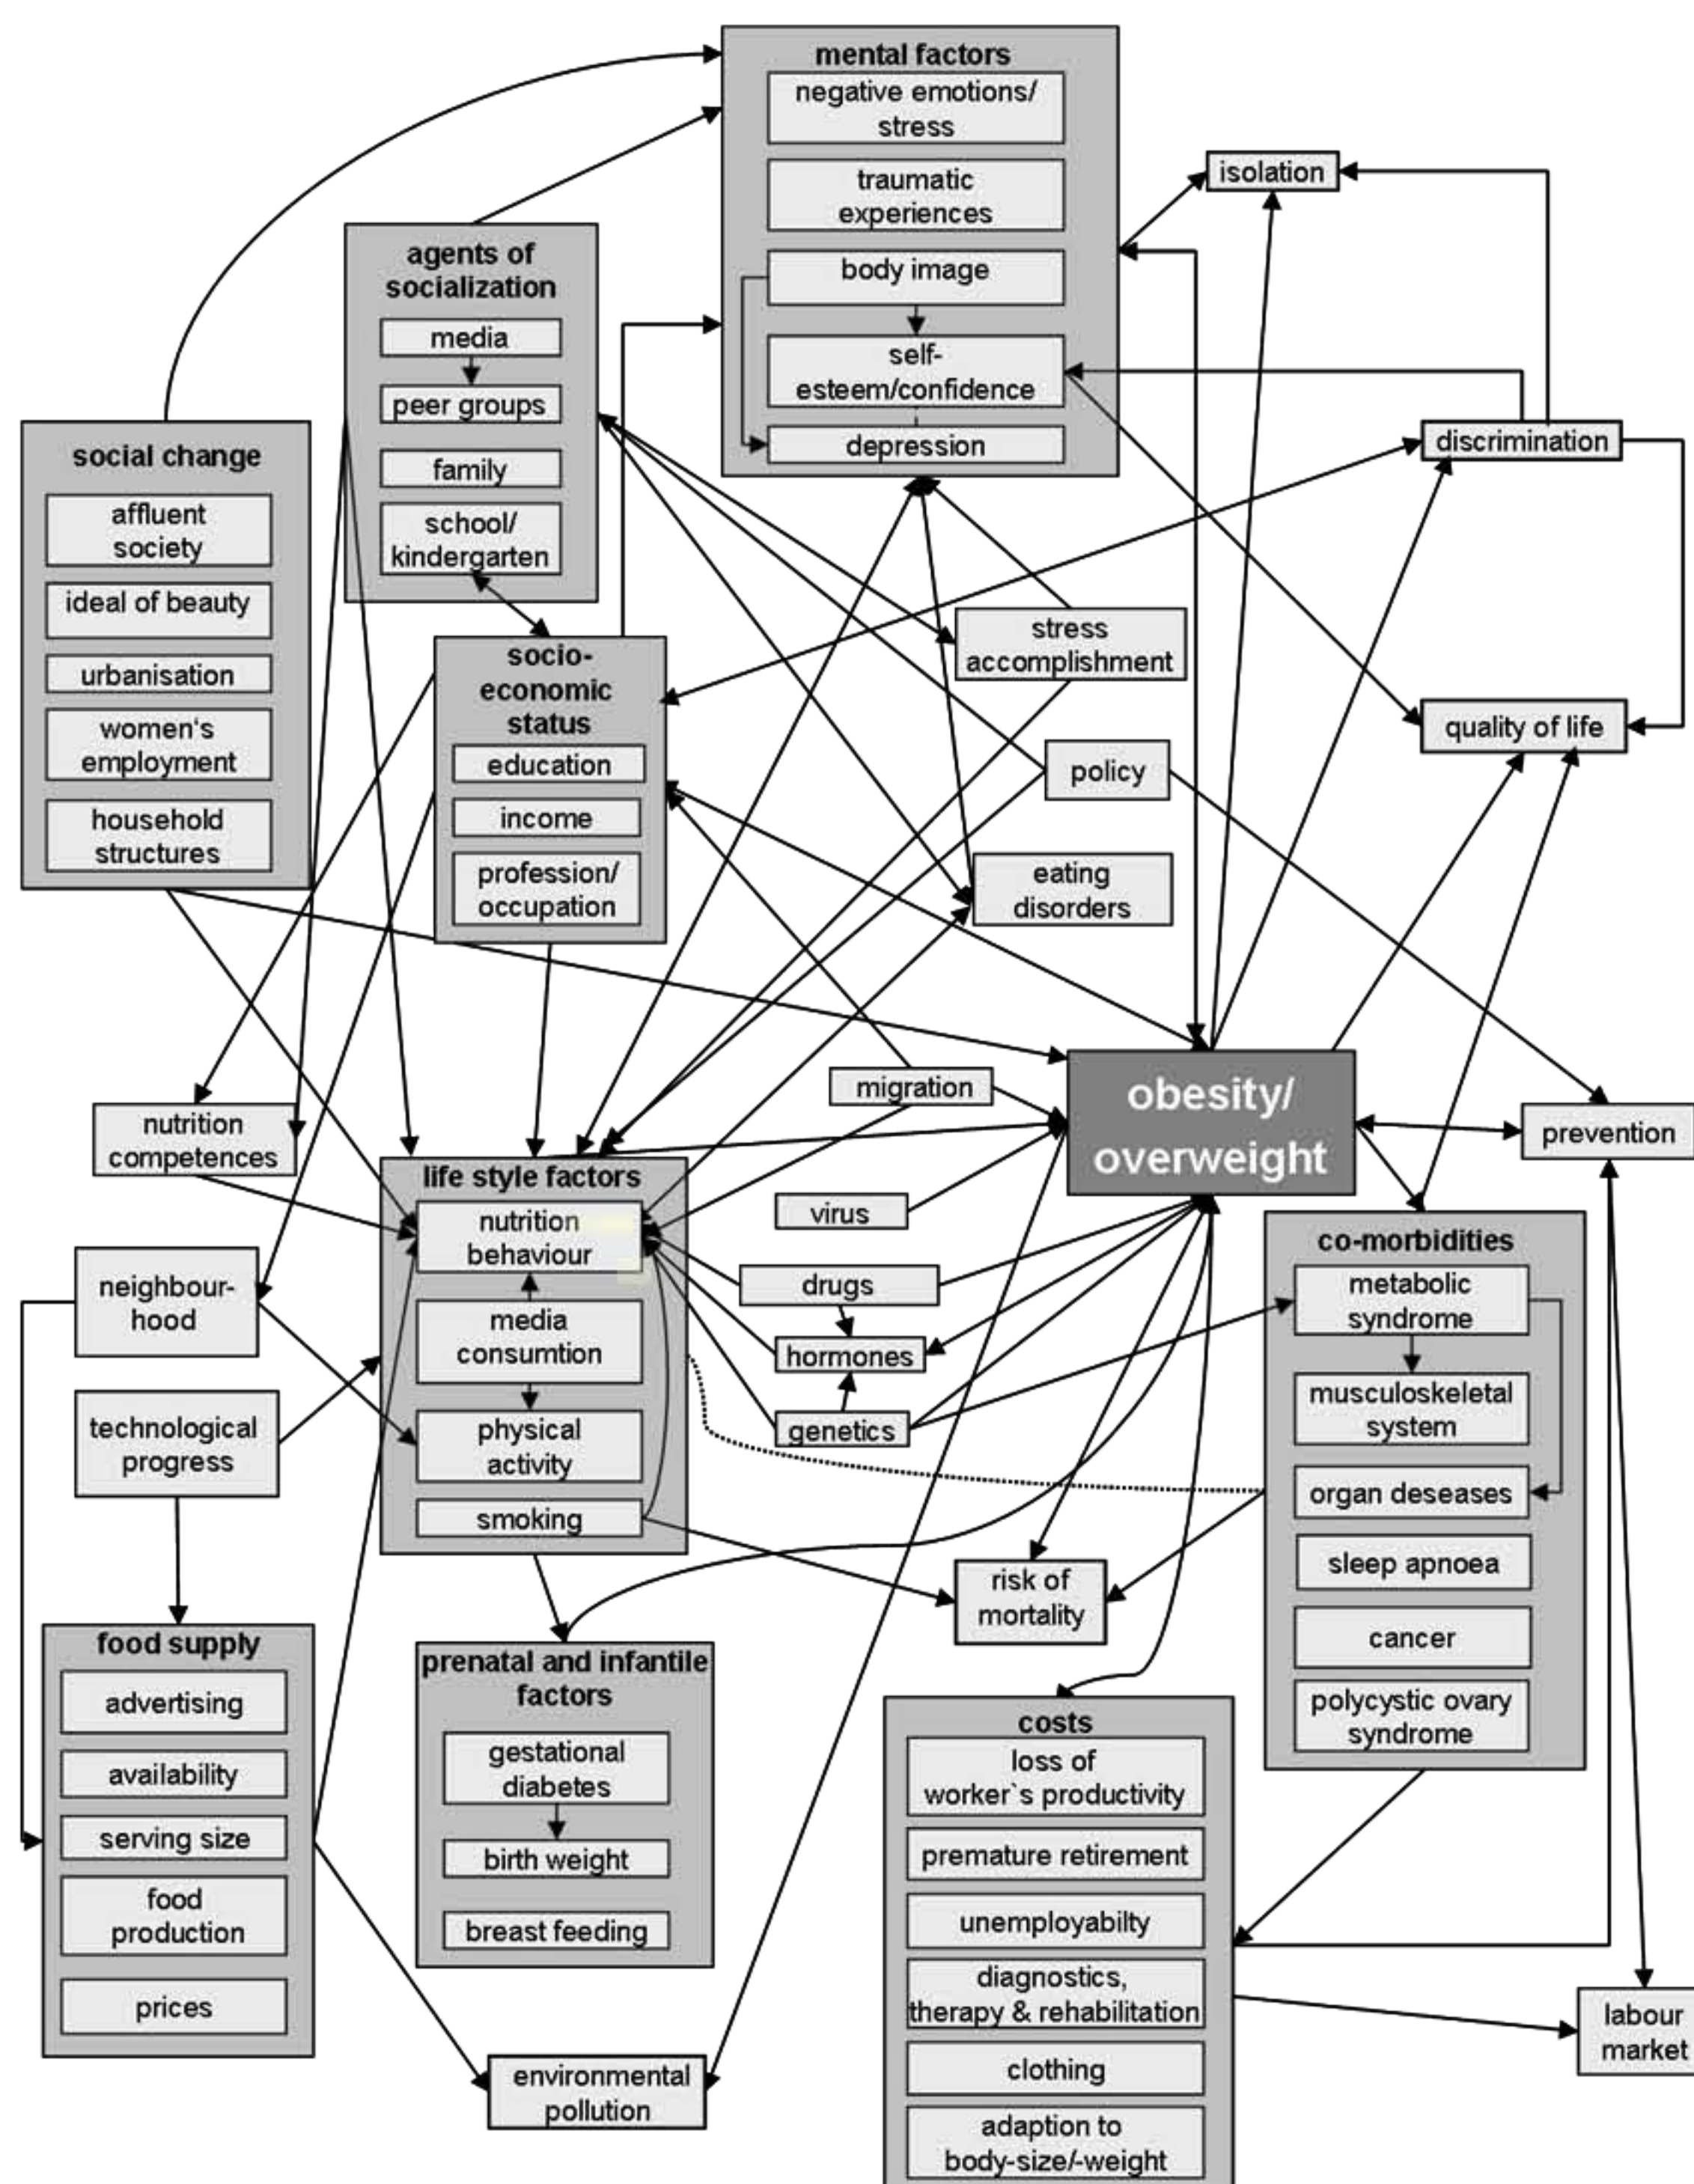 mental factors
negative emotions/
stress
traumatic
experiences
body image
self-
esteem/confidence
depression
isolation
agents of
socialization
media
peer groups
family
school/
kindergarten
discrimination
social change
affluent
society
ideal of beauty
urbanisation
women's
employment
household
structures
socio-
economic
status
education
income
profession/
occupation
stress
accomplishment
policy
quality of life
eating
disorders
migration
obesity/
overweight
prevention
nutrition
competences
life style factors
nutrition
behaviour
media
consumtion
physical
activity
smoking
virus
drugs
hormones
genetics
neighbour-
hood
technological
progress
co-morbidities
metabolic
syndrome
musculoskeletal
system
organ deseases
sleep apnoea
cancer
polycystic ovary
syndrome
risk of
mortality
food supply
advertising
availability
serving size
food
production
prices
prenatal and infantile
factors
gestational
diabetes
birth weight
breast feeding
costs
loss of
worker`s productivity
premature retirement
unemployabilty
diagnostics,
therapy & rehabilitation
clothing
adaption to
body-size/-weight
labour
market
environmental
pollution